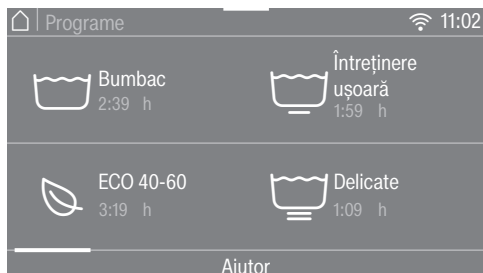 Programe 11:02
Bumbac
2:39 h
Întreținere
ușoară
1:59 h
ECO 40-60
3:19 h
Delicate
1:09 h
Ajutor